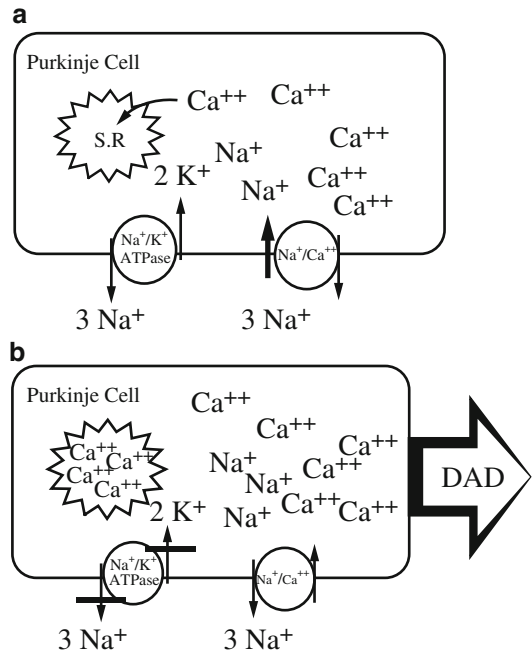 a
Purkinje Cell
Ca++ Ca++
S.R
Ca++
Na+
2 K+ Ca++
Na+
Ca++
Na+/K+
ATPase
Na+/Ca++
3 Na+ 3 Na+
b
Purkinje Cell
Ca++
Ca++
Ca++
Ca++ Ca++
Na+ Ca++
Ca++
Na+
Ca++
Ca++ Ca++
2 K+ Na+
DAD
Na+/K+
ATPase
Na+/Ca++
3 Na+ 3 Na+